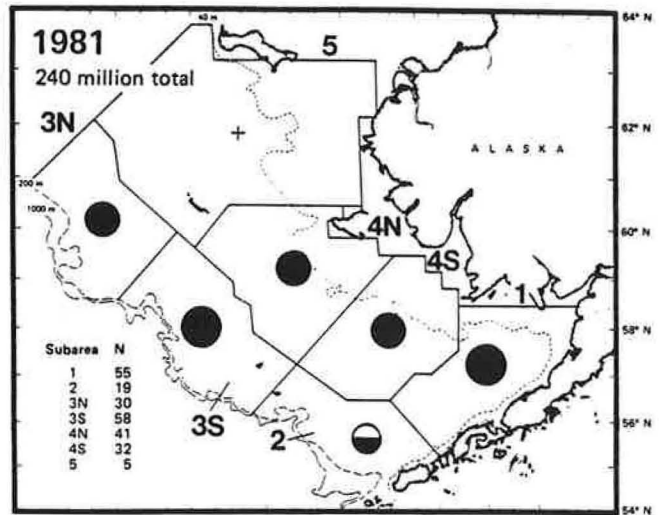 1981
240 million total
40 m
5
3N
+
ALASKA
200 m
1000 m
4N
4S
1
Subarea N
1 55
2 19
3N 30
3S 58
4N 41
4S 32
5 5
3S
2
64° N
62° N
60° N
58° N
56° N
54° N